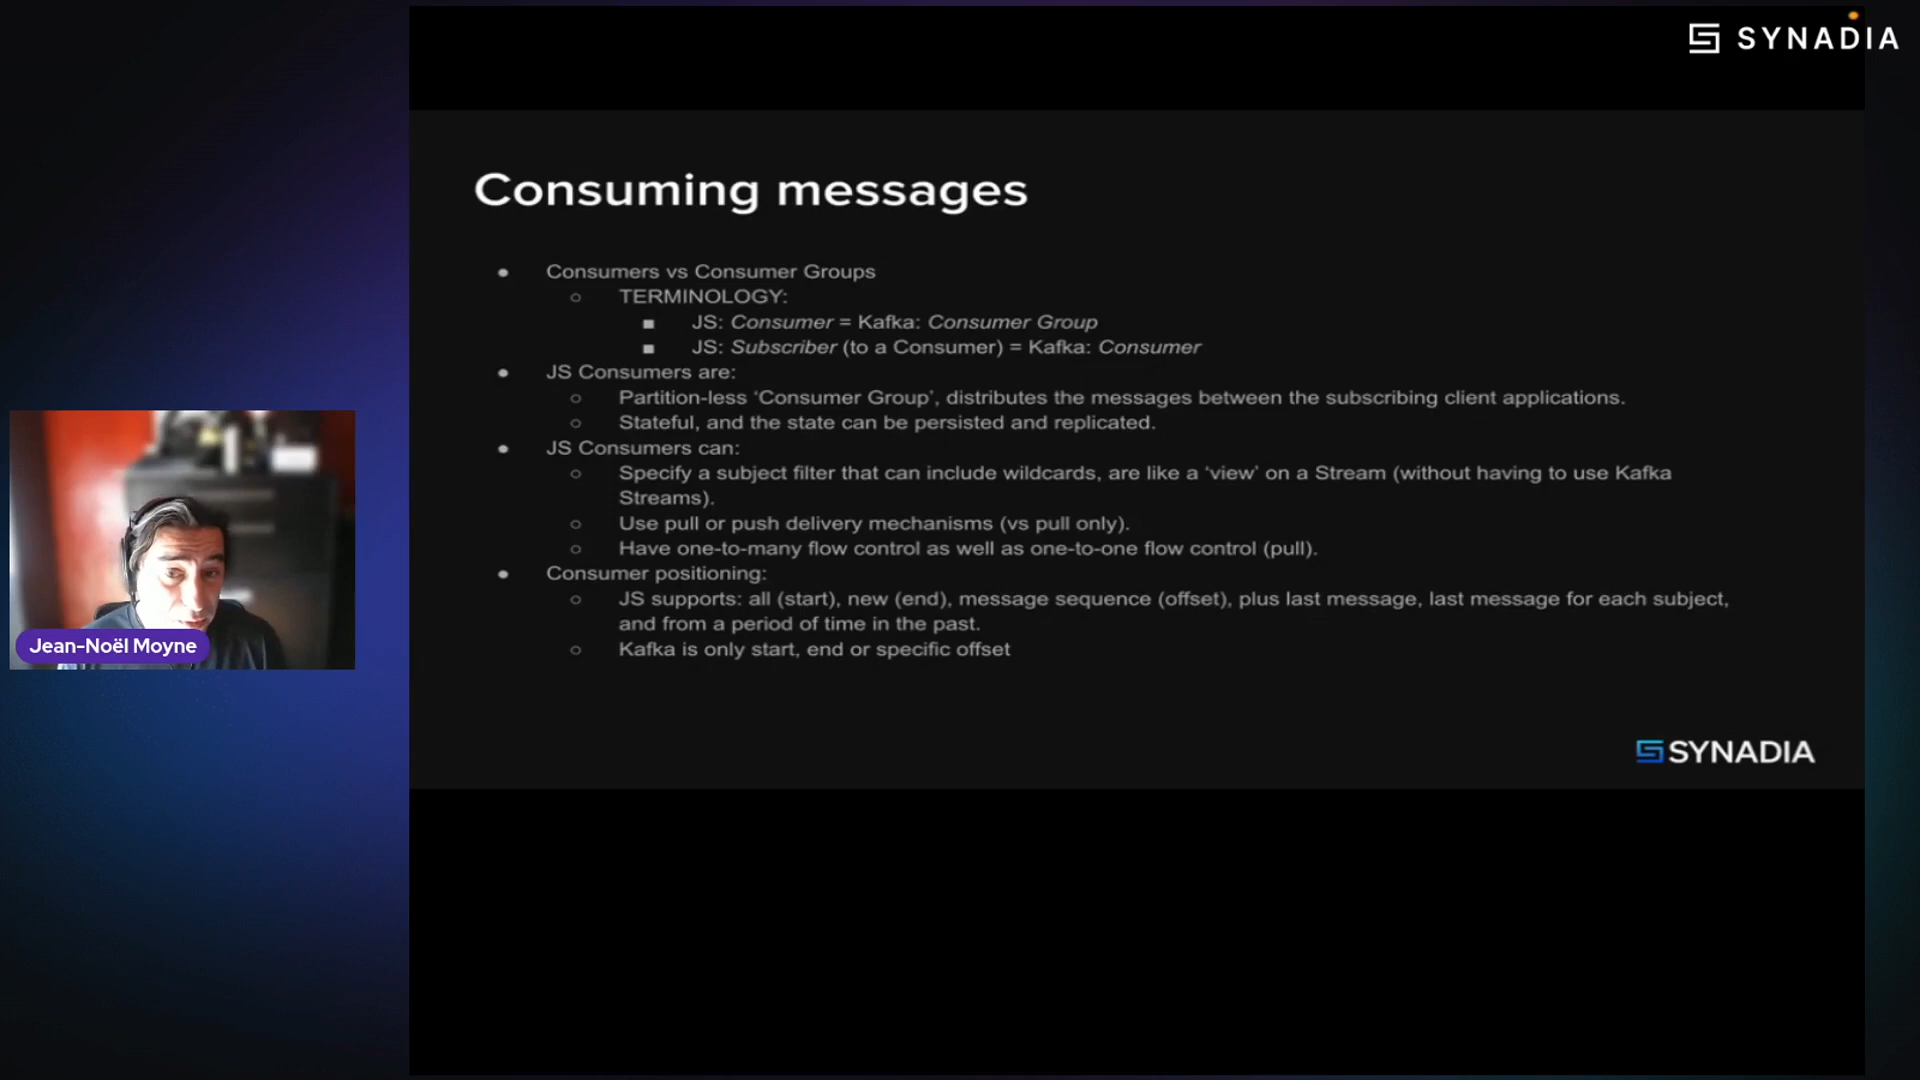 SYNADIA
Consuming messages
Consumers vs Consumer Groups
TERMINOLOGY:
JS: Consumer = Kafka: Consumer Group
JS: Subscriber (to a Consumer) = Kafka: Consumer
JS Consumers are:
Partition-less ‘Consumer Group’, distributes the messages between the subscribing client applications.
Stateful, and the state can be persisted and replicated.
JS Consumers can:
Specify a subject filter that can include wildcards, are like a ‘view’ on a Stream (without having to use Kafka
Streams).
Use pull or push delivery mechanisms (vs pull only).
Have one-to-many flow control as well as one-to-one flow control (pull).
Consumer positioning:
JS supports: all (start), new (end), message sequence (offset), plus last message, last message for each subject,
and from a period of time in the past.
Kafka is only start, end or specific offset
Jean-Noël Moyne
SYNADIA